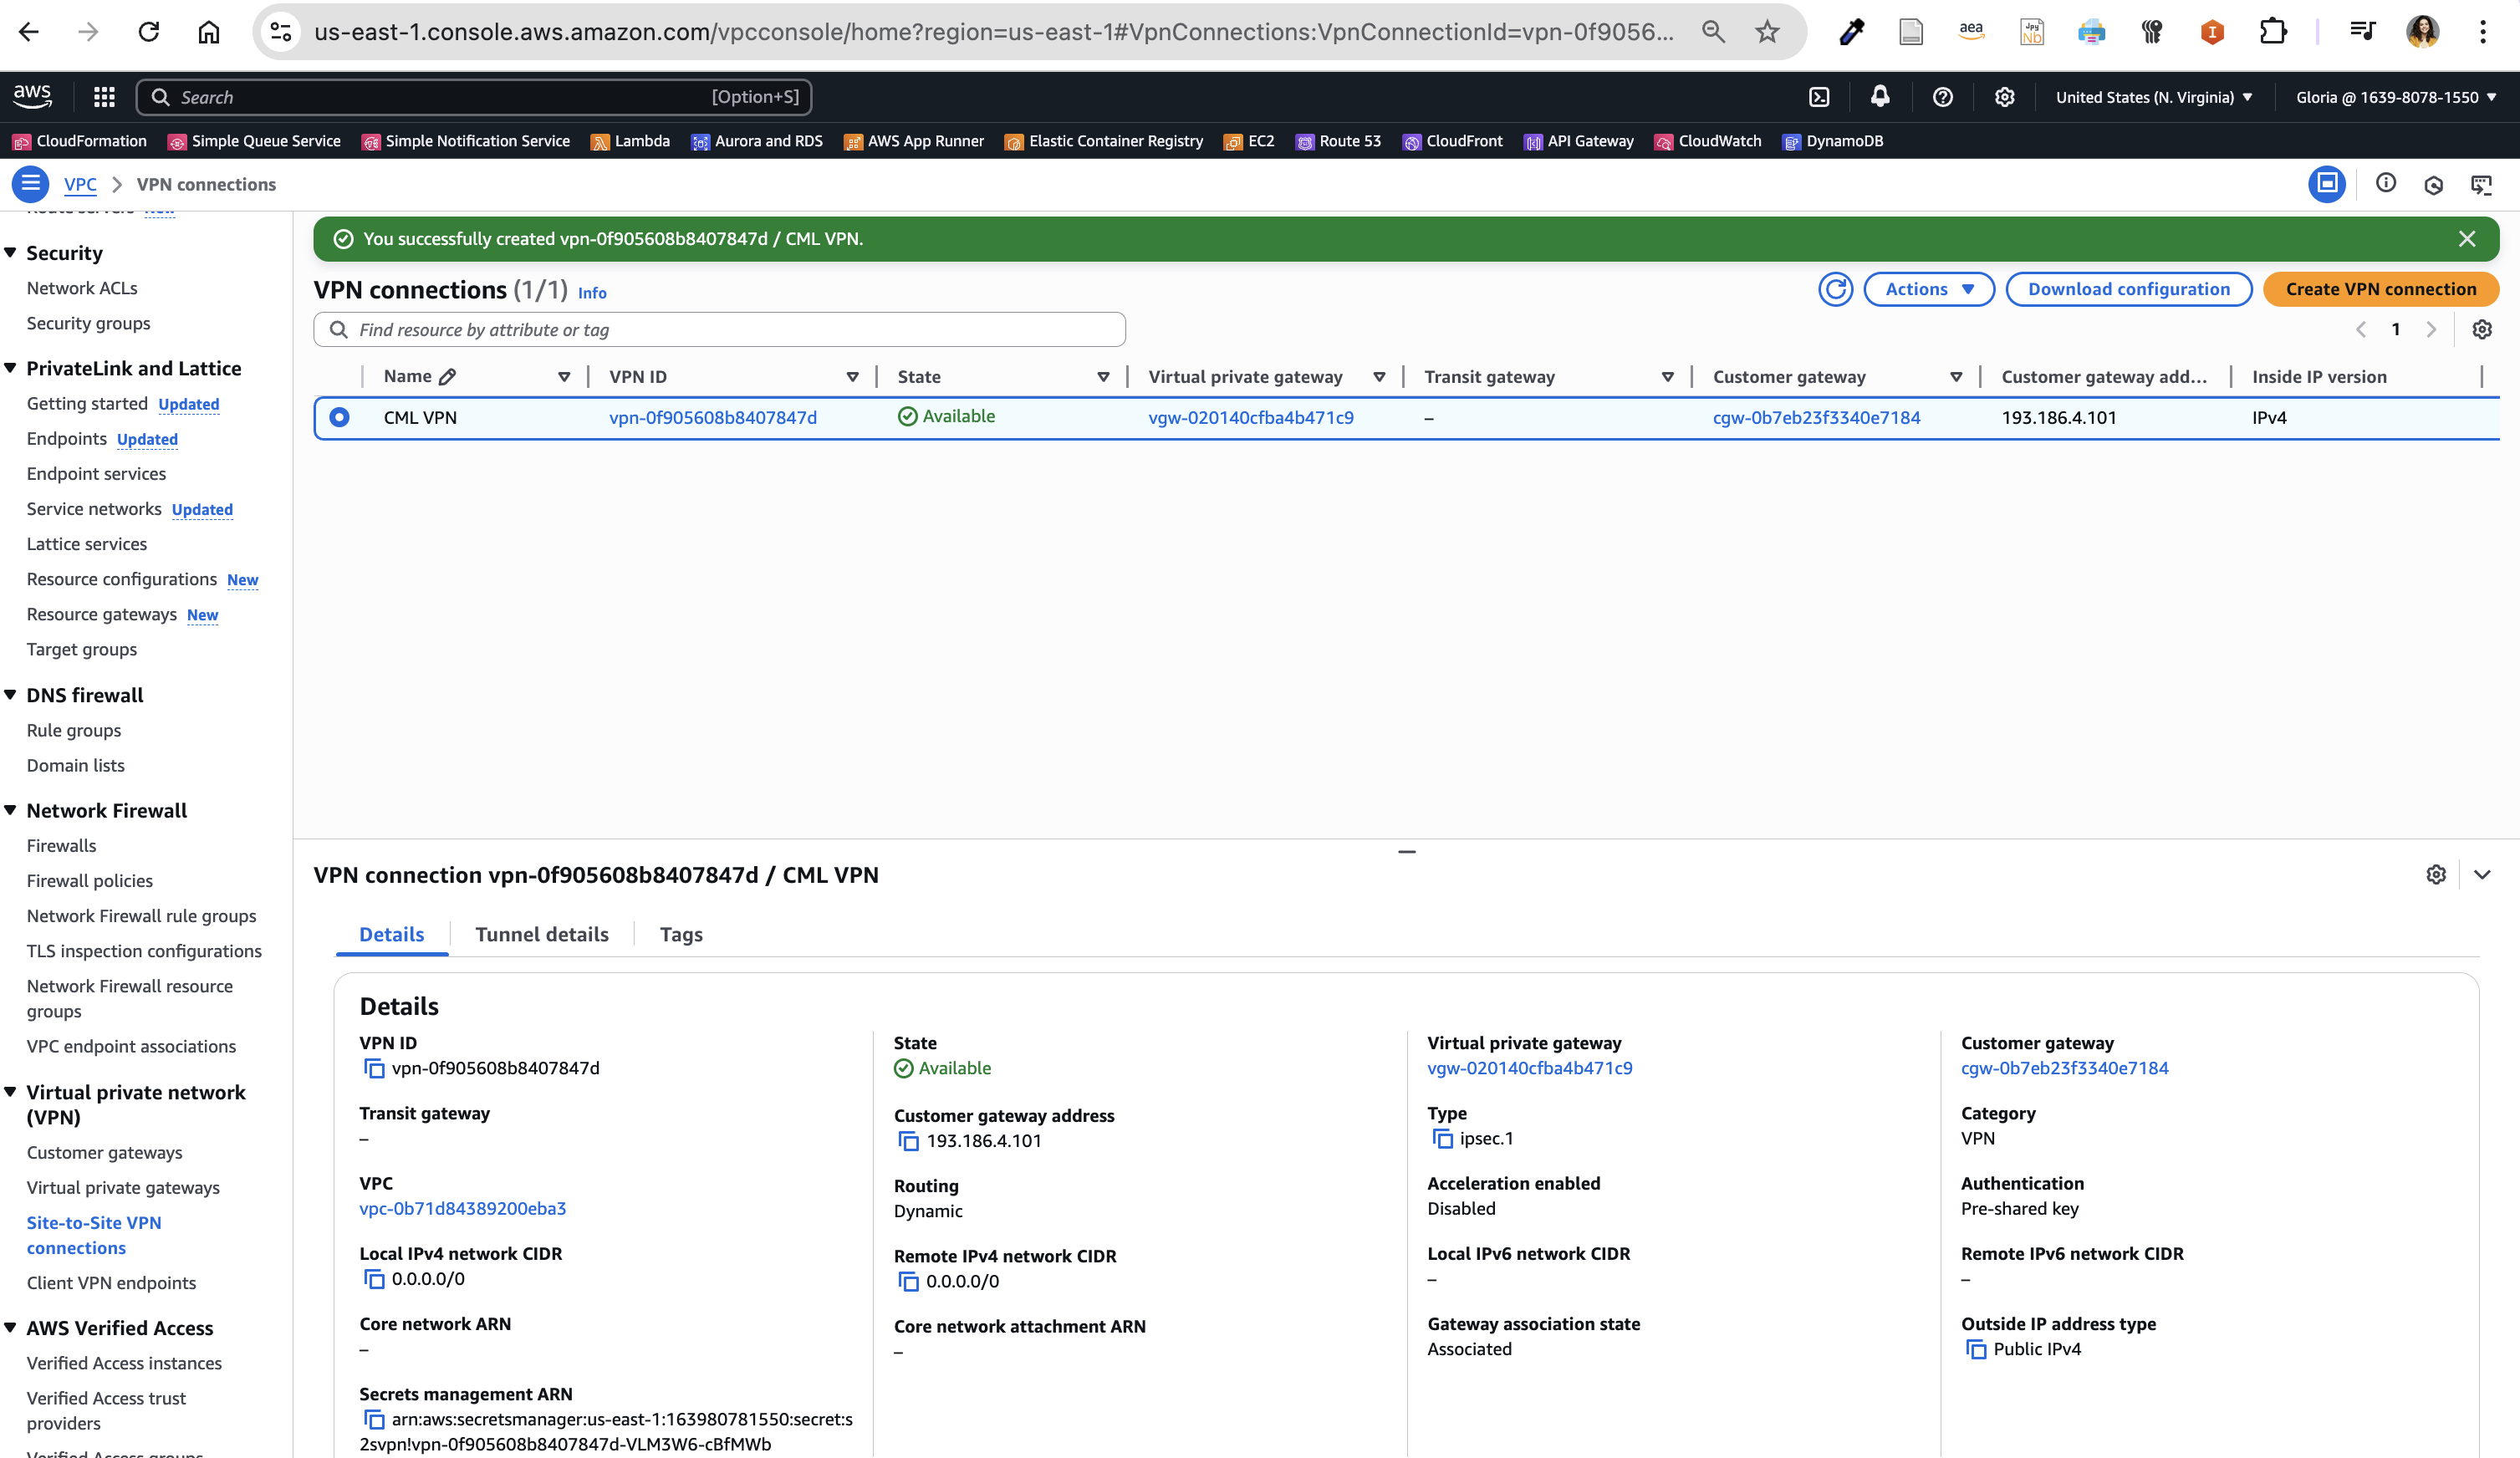 us-east-1.console.aws.amazon.com/vpcconsole/home?region=us-east-1#VpnConnections:VpnConnectionId=vpn-0f9056...
aea
Jpy
Nb
I
aws
Search
[Option+S]
United States (N. Virginia)
Gloria @ 1639-8078-1550
CloudFormation
Simple Queue Service
Simple Notification Service
Lambda
Aurora and RDS
AWS App Runner
Elastic Container Registry
EC2
Route 53
CloudFront
API Gateway
CloudWatch
DynamoDB
VPC
VPN connections
Security
Network ACLs
Security groups
PrivateLink and Lattice
Getting started Updated
Endpoints Updated
Endpoint services
Service networks Updated
Lattice services
Resource configurations New
Resource gateways New
Target groups
DNS firewall
Rule groups
Domain lists
Network Firewall
Firewalls
Firewall policies
Network Firewall rule groups
TLS inspection configurations
Network Firewall resource
groups
VPC endpoint associations
Virtual private network
(VPN)
Customer gateways
Virtual private gateways
Site-to-Site VPN
connections
Client VPN endpoints
AWS Verified Access
Verified Access instances
Verified Access trust
providers
Verified Access groups
You successfully created vpn-0f905608b8407847d / CML VPN.
VPN connections (1/1) Info
Actions
Download configuration
Create VPN connection
Find resource by attribute or tag
1
Name
VPN ID
State
Virtual private gateway
Transit gateway
Customer gateway
Customer gateway add...
Inside IP version
CML VPN
vpn-0f905608b8407847d
Available
vgw-020140cfba4b471c9
–
cgw-0b7eb23f3340e7184
193.186.4.101
IPv4
VPN connection vpn-0f905608b8407847d / CML VPN
Details
Tunnel details
Tags
Details
VPN ID
vpn-0f905608b8407847d
Transit gateway
–
VPC
vpc-0b71d84389200eba3
Local IPv4 network CIDR
0.0.0.0/0
Core network ARN
–
Secrets management ARN
arn:aws:secretsmanager:us-east-1:163980781550:secret:s
2svpn!vpn-0f905608b8407847d-VLM3W6-cBfMWb
State
Available
Customer gateway address
193.186.4.101
Routing
Dynamic
Remote IPv4 network CIDR
0.0.0.0/0
Core network attachment ARN
–
Virtual private gateway
vgw-020140cfba4b471c9
Type
ipsec.1
Acceleration enabled
Disabled
Local IPv6 network CIDR
–
Gateway association state
Associated
Customer gateway
cgw-0b7eb23f3340e7184
Category
VPN
Authentication
Pre-shared key
Remote IPv6 network CIDR
–
Outside IP address type
Public IPv4